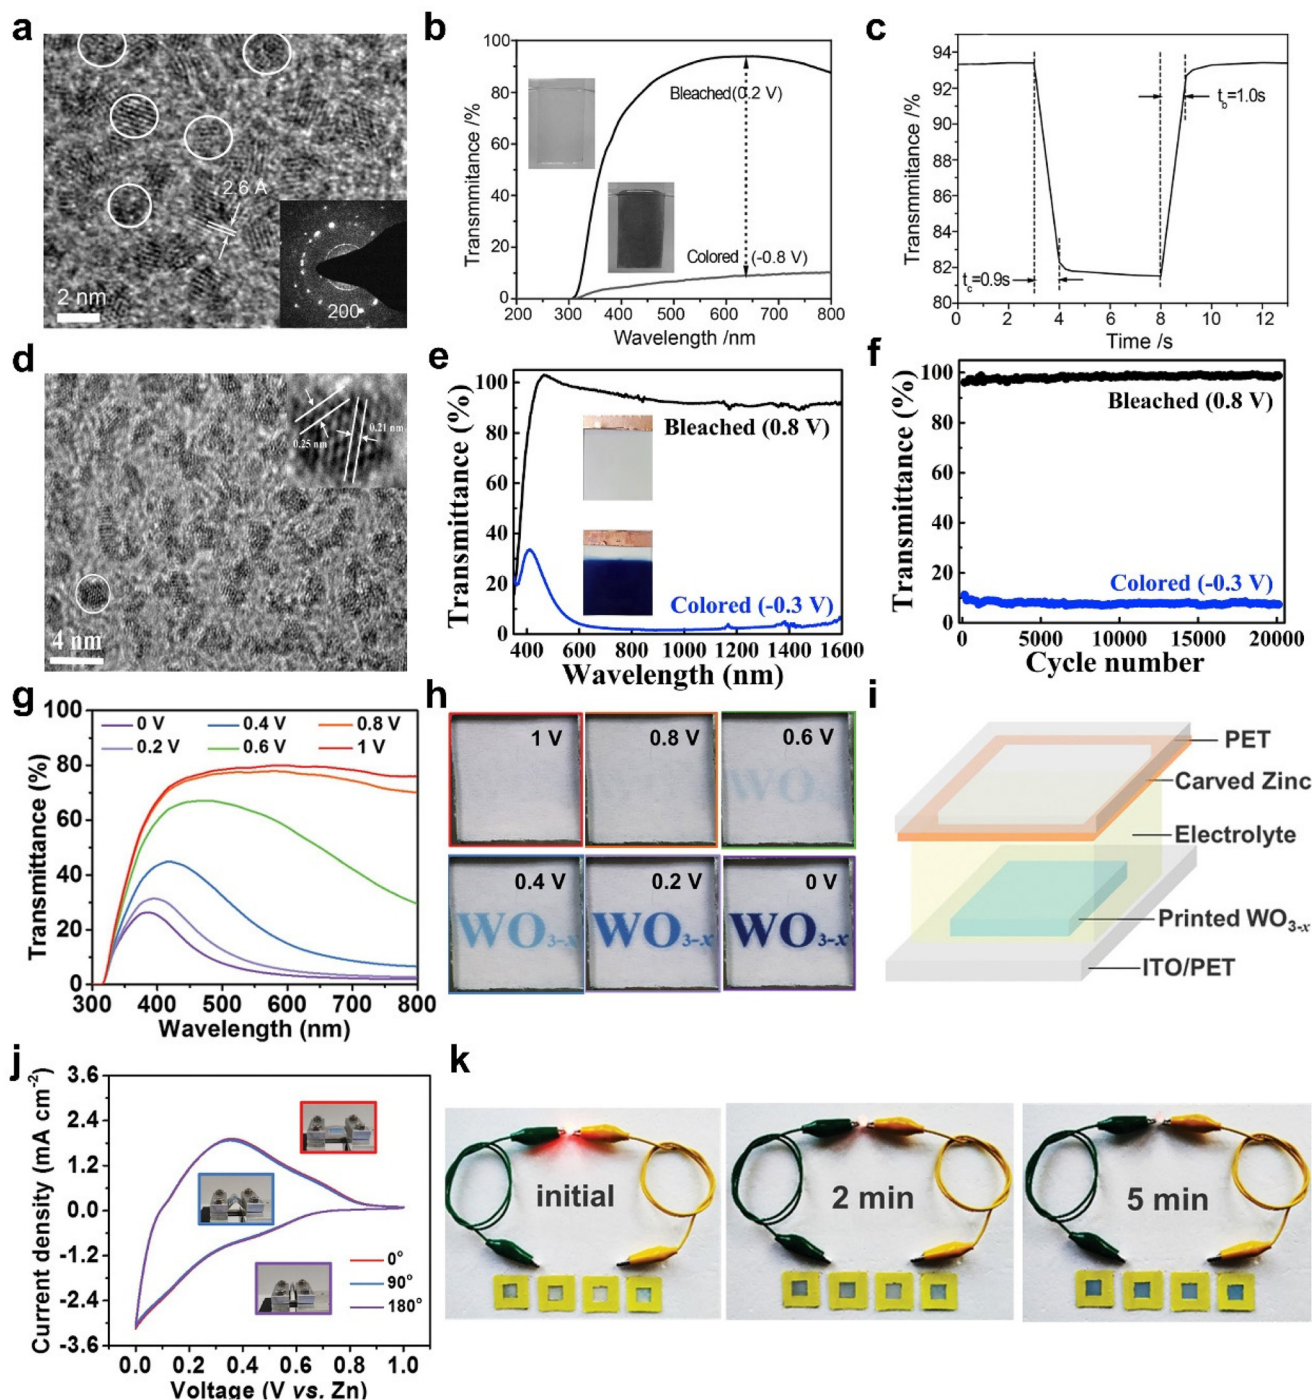 a
2.6 A
2 nm
200
b
Transmmitance /%
100
80
60
40
20
0
Bleached(0.2 V)
Colored (-0.8 V)
200 300 400 500 600 700 800
Wavelength /nm
c
Transmmitance /%
94
92
90
88
86
84
82
80
t_b=1.0s
t_c=0.9s
0 2 4 6 8 10 12
Time /s
d
0.25 nm
0.21 nm
4 nm
e
Transmittance (%)
100
80
60
40
20
0
Bleached (0.8 V)
Colored (-0.3 V)
400 600 800 1000 1200 1400 1600
Wavelength (nm)
f
Transmittance (%)
100
80
60
40
20
0
Bleached (0.8 V)
Colored (-0.3 V)
0 5000 10000 15000 20000
Cycle number
g
Transmittance (%)
100
80
60
40
20
0
0 V 0.4 V 0.8 V
0.2 V 0.6 V 1 V
300 400 500 600 700 800
Wavelength (nm)
h
1 V 0.8 V 0.6 V
WO3-x
0.4 V 0.2 V 0 V
WO3-x WO3-x WO3-x
i
PET
Carved Zinc
Electrolyte
Printed WO3-x
ITO/PET
j
Current density (mA cm-2)
3.6
2.4
1.2
0.0
-1.2
-2.4
-3.6
0°
90°
180°
0.0 0.2 0.4 0.6 0.8 1.0
Voltage (V vs. Zn)
k
initial
2 min
5 min